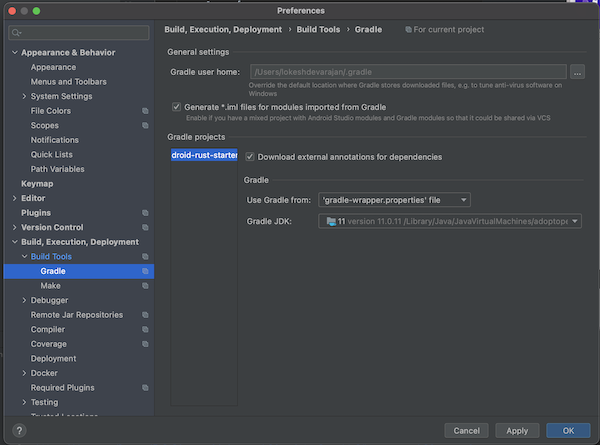 Preferences
Build, Execution, Deployment › Build Tools › Gradle For current project
Appearance & Behavior
Appearance
Menus and Toolbars
System Settings
File Colors
Scopes
Notifications
Quick Lists
Path Variables
Keymap
Editor
Plugins
Version Control
Build, Execution, Deployment
Build Tools
Gradle
Make
Debugger
Remote Jar Repositories
Compiler
Coverage
Deployment
Docker
Required Plugins
Testing
Trusted Locations
General settings
Gradle user home: /Users/lokeshdevarajan/.gradle ...
Override the default location where Gradle stores downloaded files, e.g. to tune anti-virus software on
Windows
Generate *.iml files for modules imported from Gradle
Enable if you have a mixed project with Android Studio modules and Gradle modules so that it could be shared via VCS
Gradle projects
droid-rust-starter
Download external annotations for dependencies
Gradle
Use Gradle from: 'gradle-wrapper.properties' file
Gradle JDK: 11 version 11.0.11 /Library/Java/JavaVirtualMachines/adoptope
? Cancel Apply OK